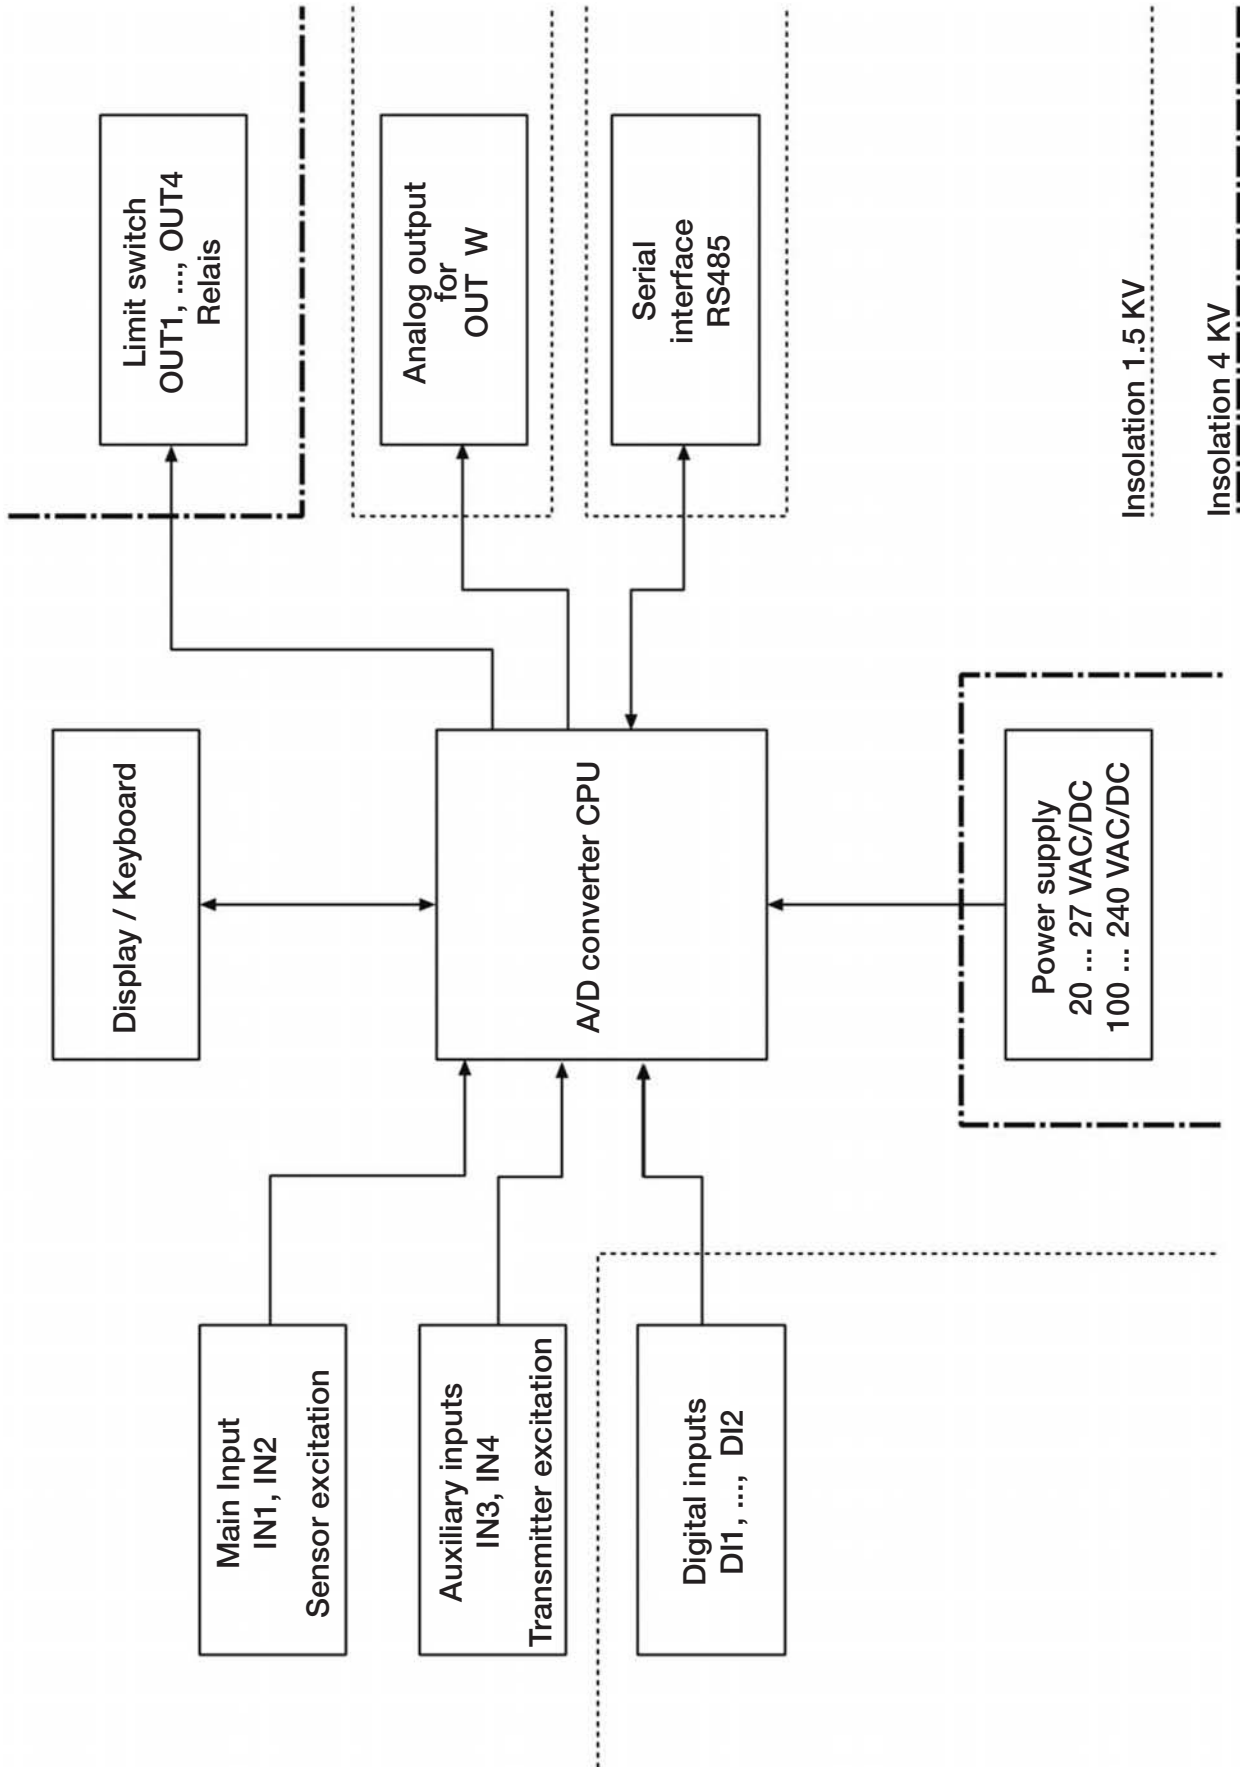 Main Input
IN1, IN2
Sensor excitation
Auxiliary inputs
IN3, IN4
Transmitter excitation
Digital inputs
DI1, ..., DI2
Display / Keyboard
A/D converter CPU
Power supply
20 ... 27 VAC/DC
100 ... 240 VAC/DC
Limit switch
OUT1, ..., OUT4
Relais
Analog output
for
OUT W
Serial
interface
RS485
Insolation 1.5 KV
Insolation 4 KV